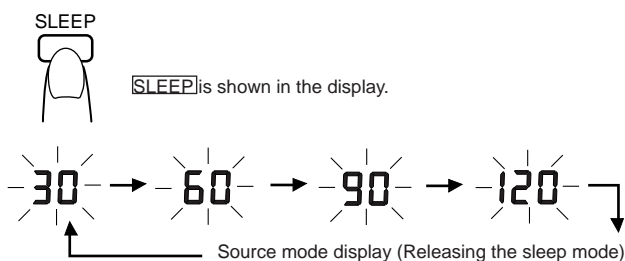 SLEEP
SLEEP is shown in the display.
30 60 90 120
Source mode display (Releasing the sleep mode)